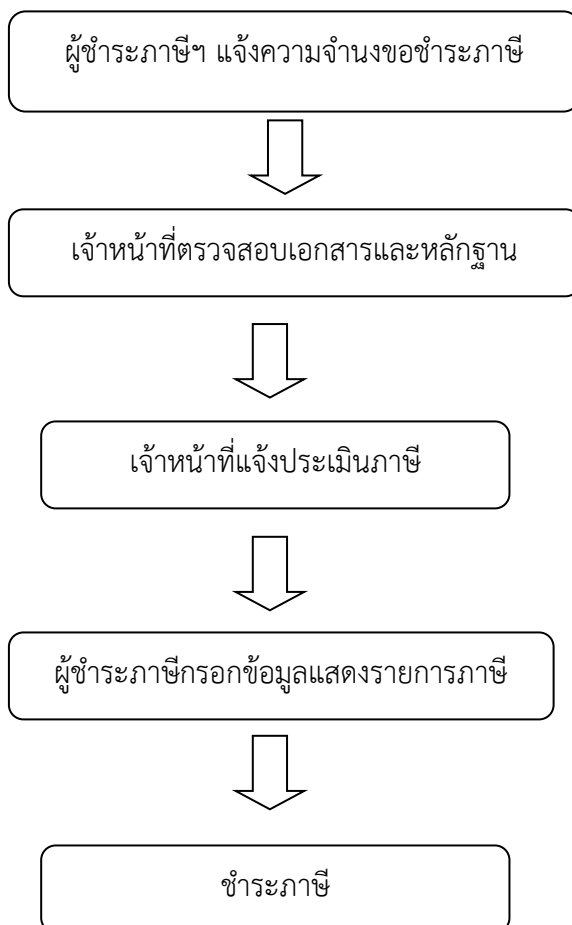 ผู้ชำระภาษีฯ แจ้งความจำนงขอชำระภาษี
เจ้าหน้าที่ตรวจสอบเอกสารและหลักฐาน
เจ้าหน้าที่แจ้งประเมินภาษี
ผู้ชำระภาษีกรอกข้อมูลแสดงรายการภาษี
ชำระภาษี